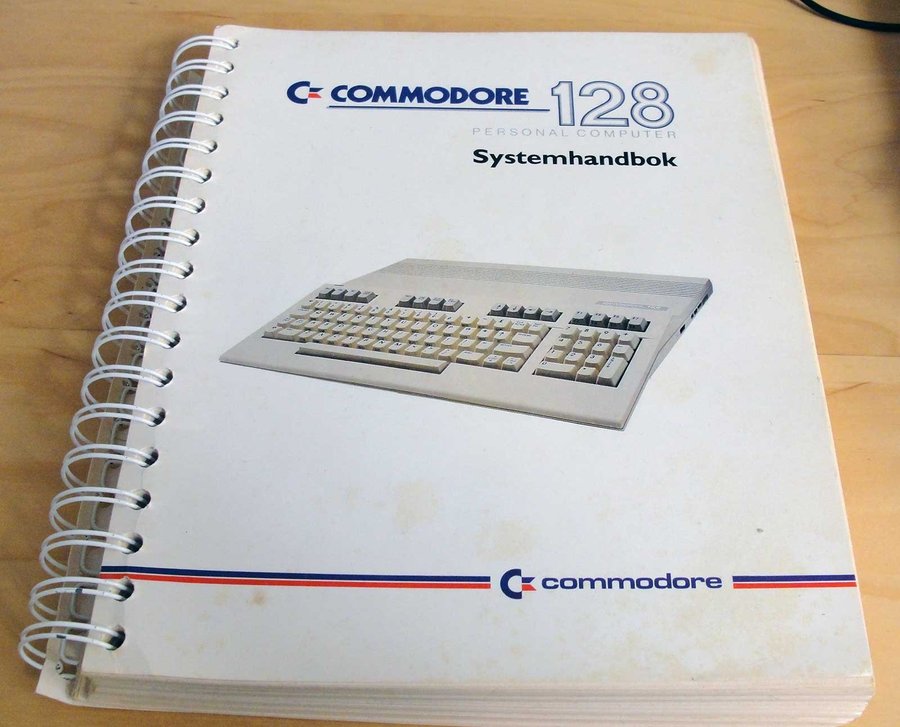 COMMODORE 128
PERSONAL COMPUTER
Systemhandbok
commodore